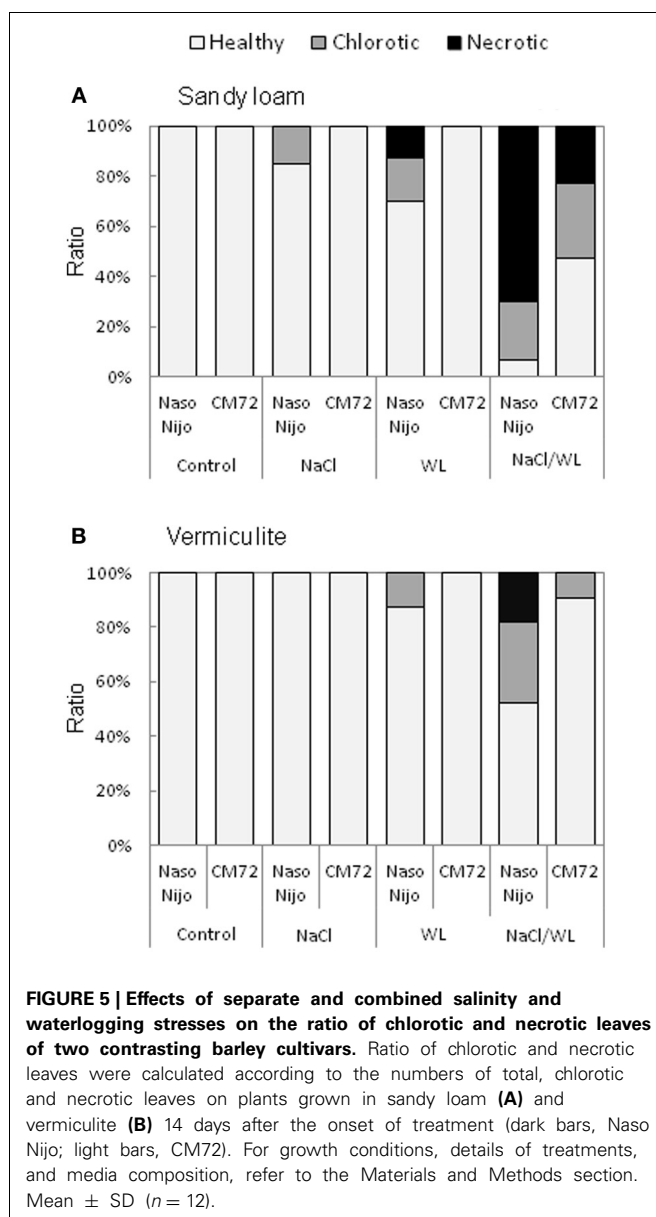 Healthy Chlorotic Necrotic
A Sandy loam
100%
80%
60%
40%
20%
0%
Ratio
Naso Nijo CM72 Naso Nijo CM72 Naso Nijo CM72 Naso Nijo CM72
Control NaCl WL NaCl/WL
B Vermiculite
100%
80%
60%
40%
20%
0%
Ratio
Naso Nijo CM72 Naso Nijo CM72 Naso Nijo CM72 Naso Nijo CM72
Control NaCl WL NaCl/WL
FIGURE 5 | Effects of separate and combined salinity and
waterlogging stresses on the ratio of chlorotic and necrotic leaves
of two contrasting barley cultivars. Ratio of chlorotic and necrotic
leaves were calculated according to the numbers of total, chlorotic
and necrotic leaves on plants grown in sandy loam (A) and
vermiculite (B) 14 days after the onset of treatment (dark bars, Naso
Nijo; light bars, CM72). For growth conditions, details of treatments,
and media composition, refer to the Materials and Methods section.
Mean ± SD (n = 12).